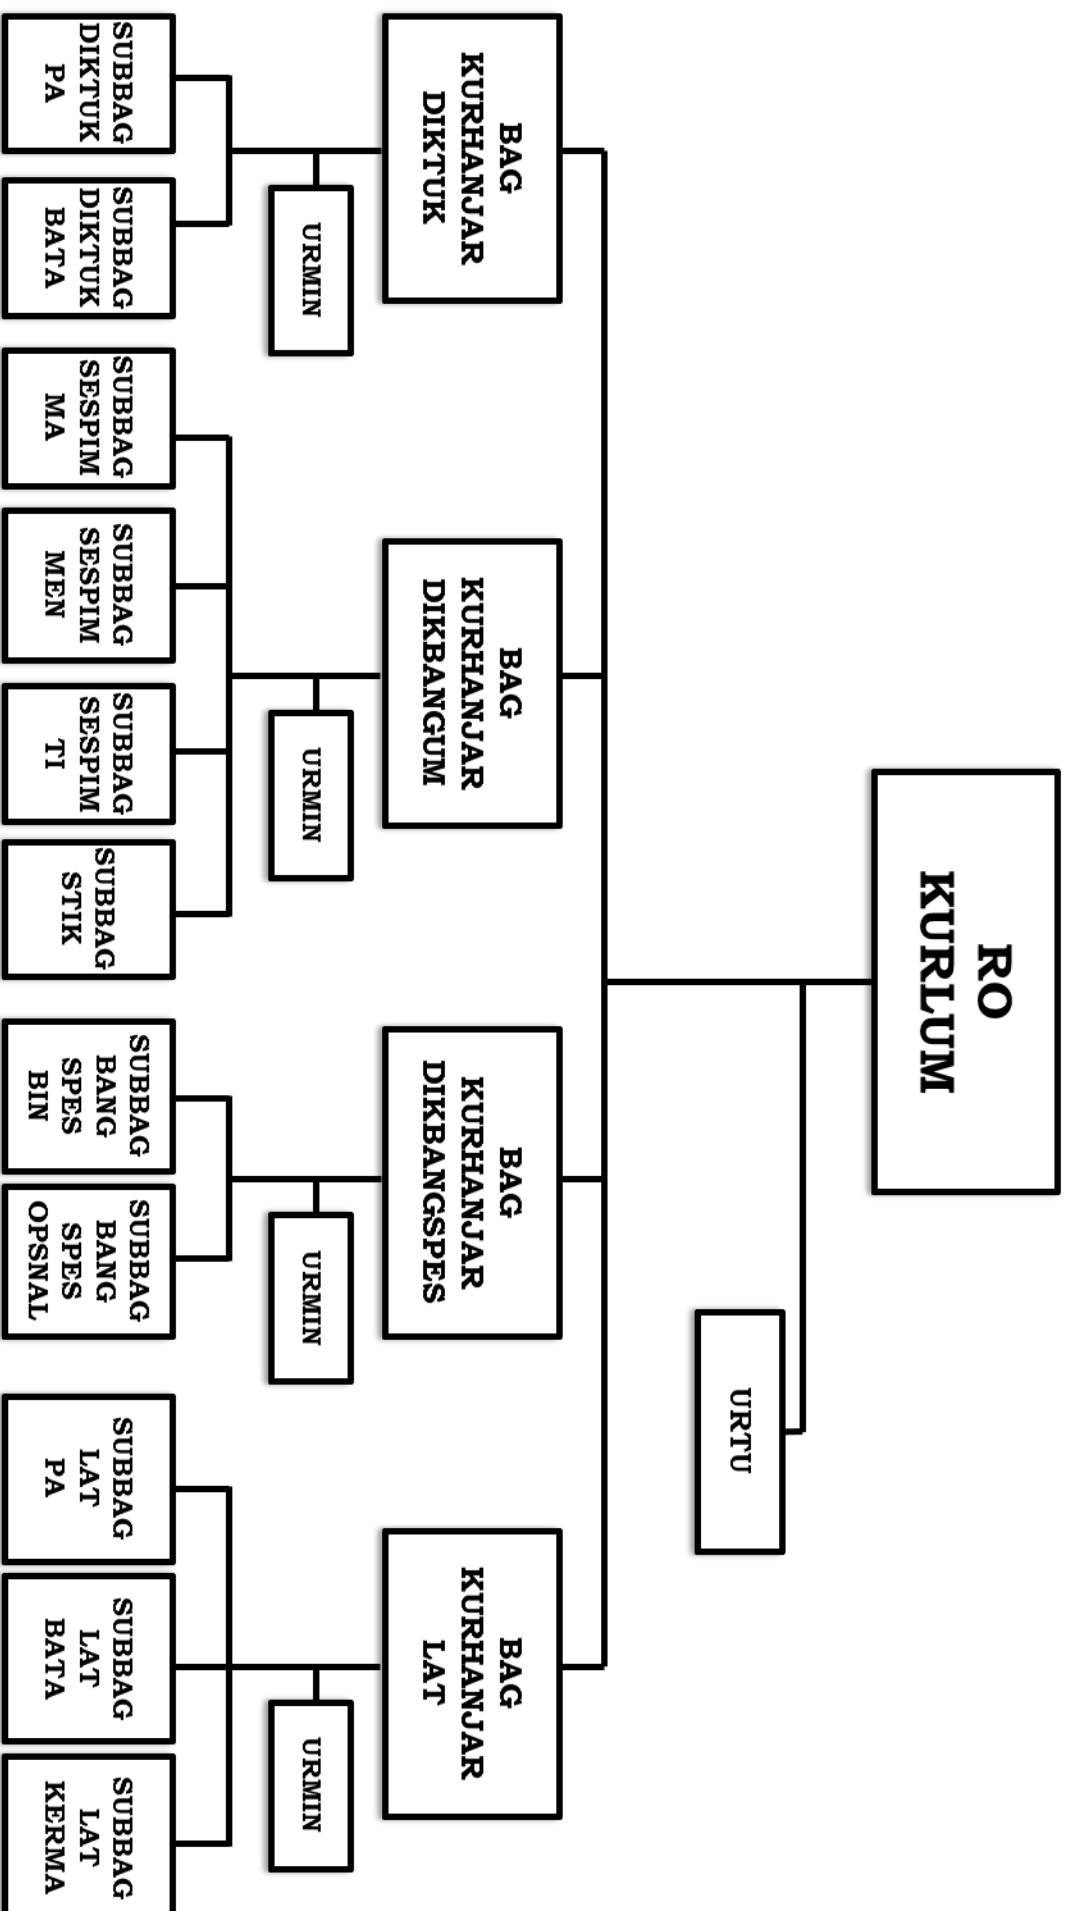 RO
KURLUM
URTU
BAG
KURHANJAR
DIKTUK
BAG
KURHANJAR
DIKBANGUM
BAG
KURHANJAR
DIKBANGSPES
BAG
KURHANJAR
LAT
URMIN
URMIN
URMIN
URMIN
SUBBAG
DIKTUK
PA
SUBBAG
DIKTUK
BATA
SUBBAG
SESPIM
MA
SUBBAG
SESPIM
MEN
SUBBAG
SESPIM
TI
SUBBAG
STIK
SUBBAG
BANG
SPES
BIN
SUBBAG
BANG
SPES
OPSNAL
SUBBAG
LAT
PA
SUBBAG
LAT
BATA
SUBBAG
LAT
KERMA